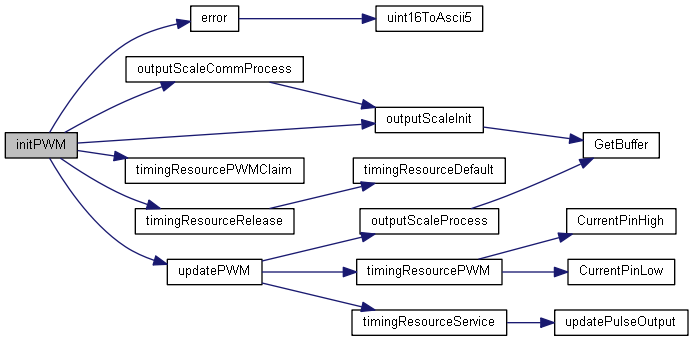 error
uint16ToAscii5
outputScaleCommProcess
outputScaleInit
initPWM
GetBuffer
timingResourcePWMClaim
timingResourceDefault
timingResourceRelease
outputScaleProcess
CurrentPinHigh
updatePWM
timingResourcePWM
CurrentPinLow
timingResourceService
updatePulseOutput